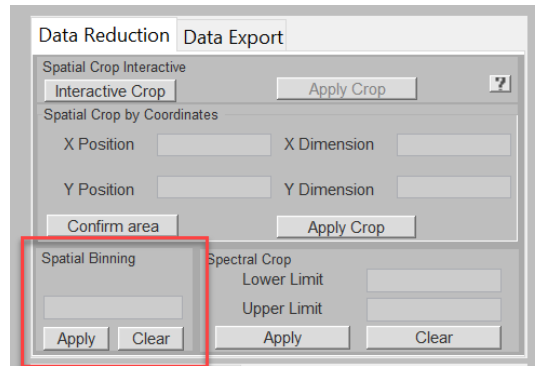 Data Reduction Data Export
Spatial Crop Interactive
Interactive Crop Apply Crop ?
Spatial Crop by Coordinates
X Position X Dimension
Y Position Y Dimension
Confirm area Apply Crop
Spatial Binning Spectral Crop
Lower Limit
Upper Limit
Apply Clear Apply Clear